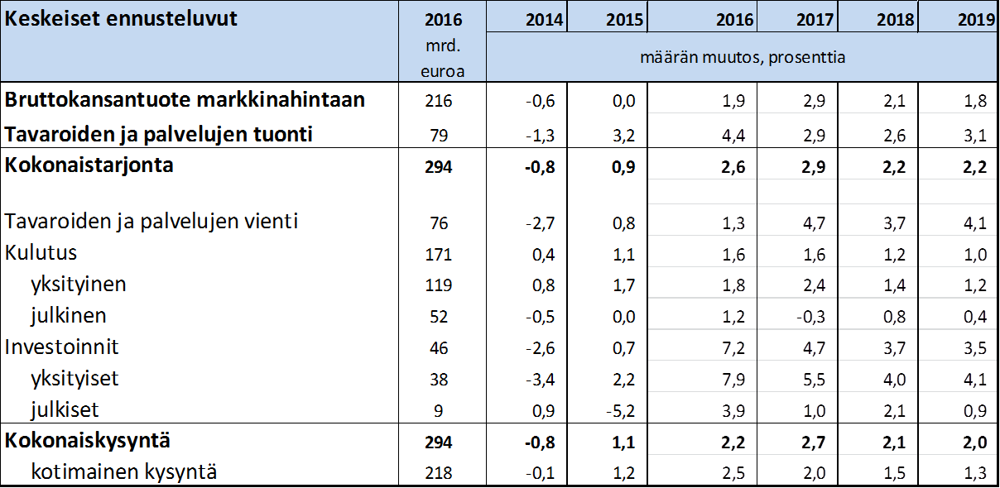 Keskeiset ennusteluvut 2016 2014 2015 2016 2017 2018 2019
mrd. euroa määrän muutos, prosenttia
Bruttokansantuote markkinahintaan 216 -0,6 0,0 1,9 2,9 2,1 1,8
Tavaroiden ja palvelujen tuonti 79 -1,3 3,2 4,4 2,9 2,6 3,1
Kokonaistarjonta 294 -0,8 0,9 2,6 2,9 2,2 2,2
Tavaroiden ja palvelujen vienti 76 -2,7 0,8 1,3 4,7 3,7 4,1
Kulutus 171 0,4 1,1 1,6 1,6 1,2 1,0
yksityinen 119 0,8 1,7 1,8 2,4 1,4 1,2
julkinen 52 -0,5 0,0 1,2 -0,3 0,8 0,4
Investoinnit 46 -2,6 0,7 7,2 4,7 3,7 3,5
yksityiset 38 -3,4 2,2 7,9 5,5 4,0 4,1
julkiset 9 0,9 -5,2 3,9 1,0 2,1 0,9
Kokonaiskysyntä 294 -0,8 1,1 2,2 2,7 2,1 2,0
kotimainen kysyntä 218 -0,1 1,2 2,5 2,0 1,5 1,3